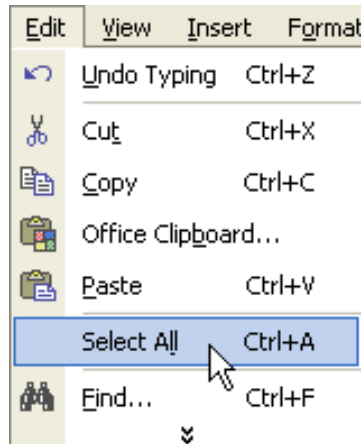 Edit View Insert Format
Undo Typing Ctrl+Z
Cut Ctrl+X
Copy Ctrl+C
Office Clipboard...
Paste Ctrl+V
Select All Ctrl+A
Find... Ctrl+F